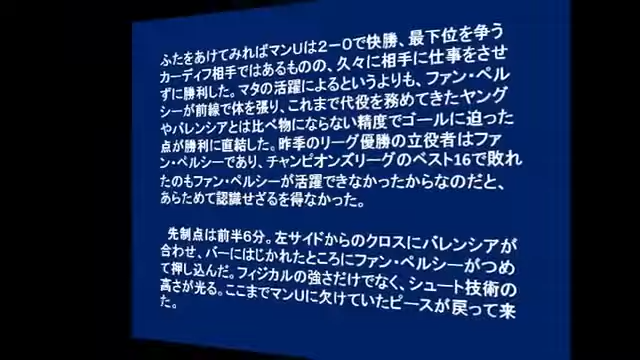 ふたをあけてみればマンUは2－0で快勝、最下位を争う
カーディフ相手ではあるものの、久々に相手に仕事をさせ
ずに勝利した。マタの活躍によるというよりも、ファン・ペル
シーが前線で体を張り、これまで代役を務めてきたヤング
やバレンシアとは比べ物にならない精度でゴールに迫った
点が勝利に直結した。昨季のリーグ優勝の立役者はファ
ン・ペルシーであり、チャンピオンズリーグのベスト16で敗れ
たのもファン・ペルシーが活躍できなかったからなのだと、
あらためて認識せざるを得なかった。
先制点は前半6分。左サイドからのクロスにバレンシアが
合わせ、バーにはじかれたところにファン・ペルシーがつめ
て押し込んだ。フィジカルの強さだけでなく、シュート技術の
高さが光る。ここまでマンUに欠けていたピースが戻って来
た。